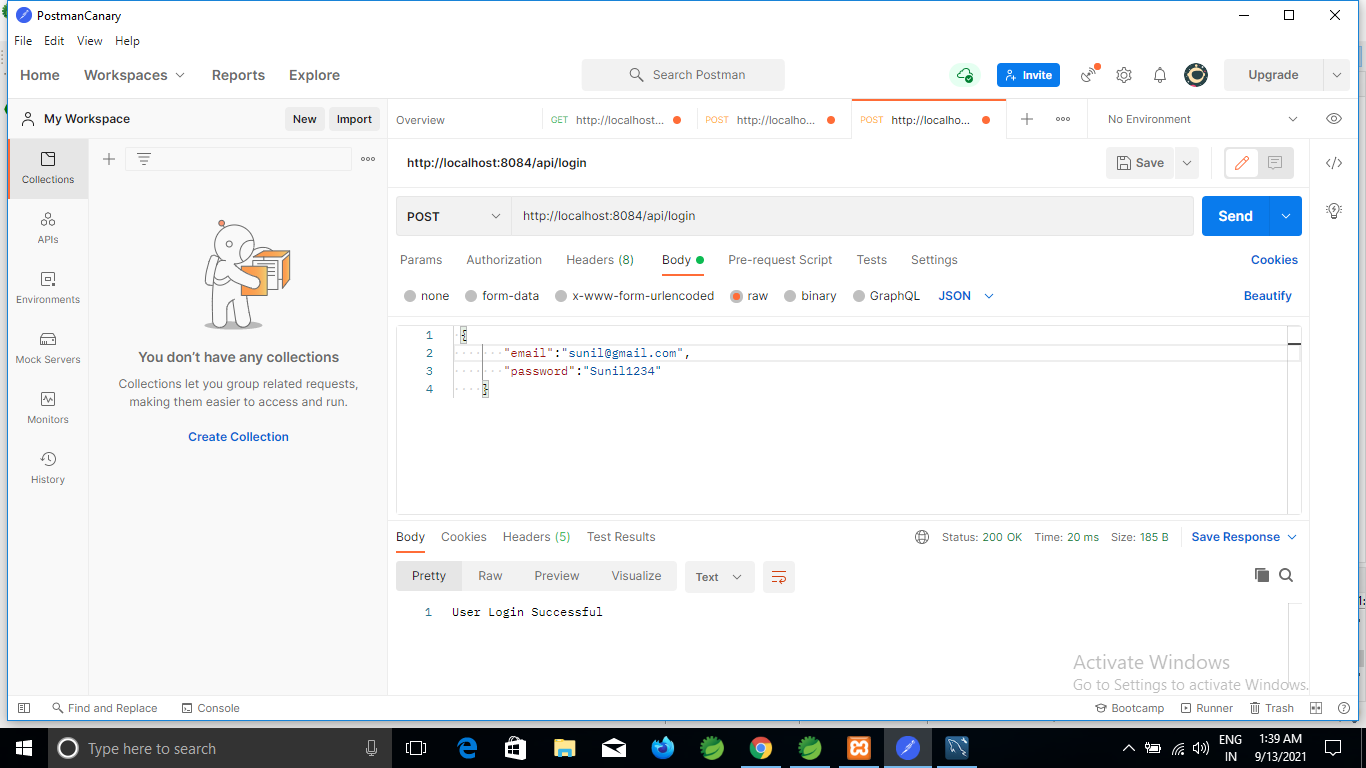 PostmanCanary
File Edit View Help
Home Workspaces Reports Explore Search Postman Invite Upgrade
My Workspace New Import
Overview GET http://localhost... POST http://localho... POST http://localho... No Environment
http://localhost:8084/api/login Save
POST http://localhost:8084/api/login Send
Params Authorization Headers (8) Body Pre-request Script Tests Settings Cookies
none form-data x-www-form-urlencoded raw binary GraphQL JSON Beautify
1 {
2 "email":"sunil@gmail.com",
3 "password":"Sunil1234"
4 }
Collections
APIs
Environments
Mock Servers
Monitors
History
You don't have any collections
Collections let you group related requests,
making them easier to access and run.
Create Collection
Body Cookies Headers (5) Test Results Status: 200 OK Time: 20 ms Size: 185 B Save Response
Pretty Raw Preview Visualize Text
1 User Login Successful
Activate Windows
Go to Settings to activate Windows.
Find and Replace Console Bootcamp Runner Trash
Type here to search
ENG
IN
1:39 AM
9/13/2021